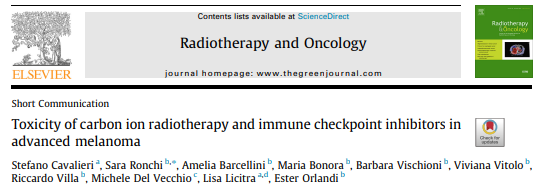 Contents lists available at ScienceDirect
Radiotherapy and Oncology
ELSEVIER
journal homepage: www.thegreenjournal.com
Radiotherapy
&Oncology
Short Communication
Toxicity of carbon ion radiotherapy and immune checkpoint inhibitors in
advanced melanoma
Check for
updates
Stefano Cavalieri a, Sara Ronchi b,*, Amelia Barcellini b, Maria Bonora b, Barbara Vischioni b, Viviana Vitolo b,
Riccardo Villa b, Michele Del Vecchio c, Lisa Licitra a,d, Ester Orlandi b